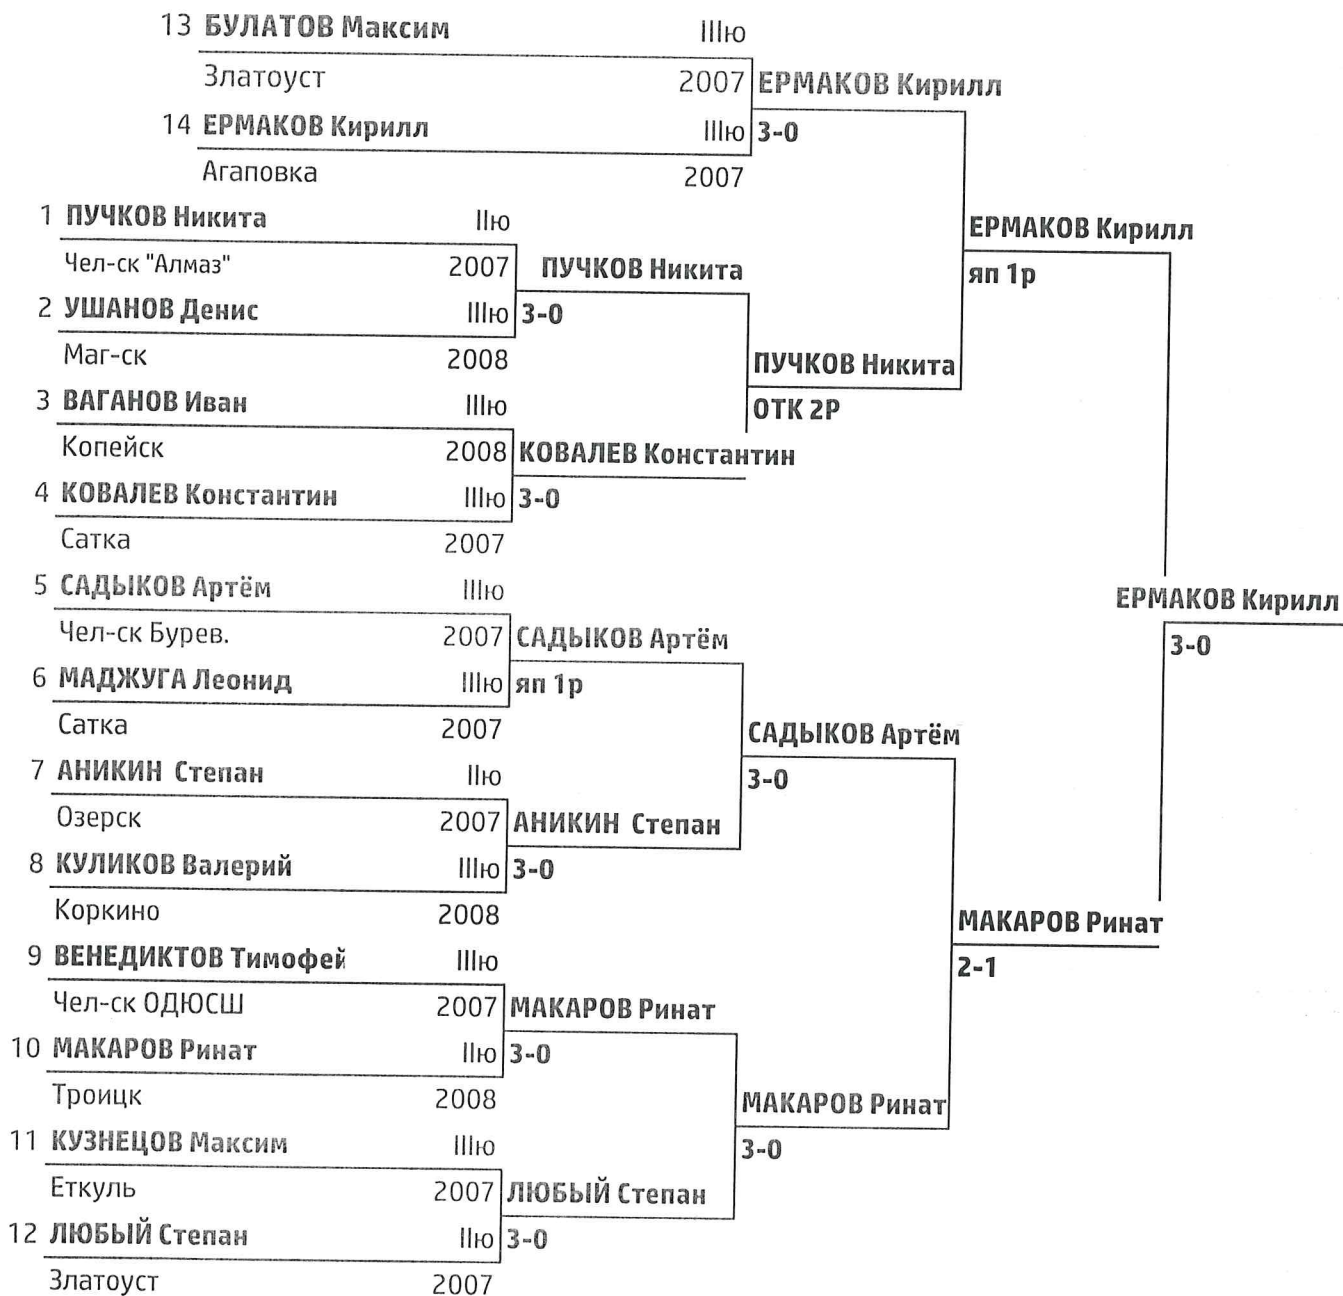 13 БУЛАТОВ Максим IIIю
Златоуст 2007 ЕРМАКОВ Кирилл
14 ЕРМАКОВ Кирилл IIIю 3-0
Агаповка 2007
1 ПУЧКОВ Никита IIю ЕРМАКОВ Кирилл
Чел-ск "Алмаз" 2007 ПУЧКОВ Никита яп 1р
2 УШАНОВ Денис IIIю 3-0
Маг-ск 2008 ПУЧКОВ Никита
3 ВАГАНОВ Иван IIIю ОТК 2Р
Копейск 2008 КОВАЛЕВ Константин
4 КОВАЛЕВ Константин IIIю 3-0
Сатка 2007
5 САДЫКОВ Артём IIIю ЕРМАКОВ Кирилл
Чел-ск Бурев. 2007 САДЫКОВ Артём 3-0
6 МАДЖУГА Леонид IIIю яп 1р
Сатка 2007 САДЫКОВ Артём
7 АНИКИН Степан IIю 3-0
Озерск 2007 АНИКИН Степан
8 КУЛИКОВ Валерий IIIю 3-0
Коркино 2008 МАКАРОВ Ринат
9 ВЕНЕДИКТОВ Тимофей IIIю 2-1
Чел-ск ОДЮСШ 2007 МАКАРОВ Ринат
10 МАКАРОВ Ринат IIю 3-0
Троицк 2008 МАКАРОВ Ринат
11 КУЗНЕЦОВ Максим IIIю 3-0
Еткуль 2007 ЛЮБЫЙ Степан
12 ЛЮБЫЙ Степан IIю 3-0
Златоуст 2007